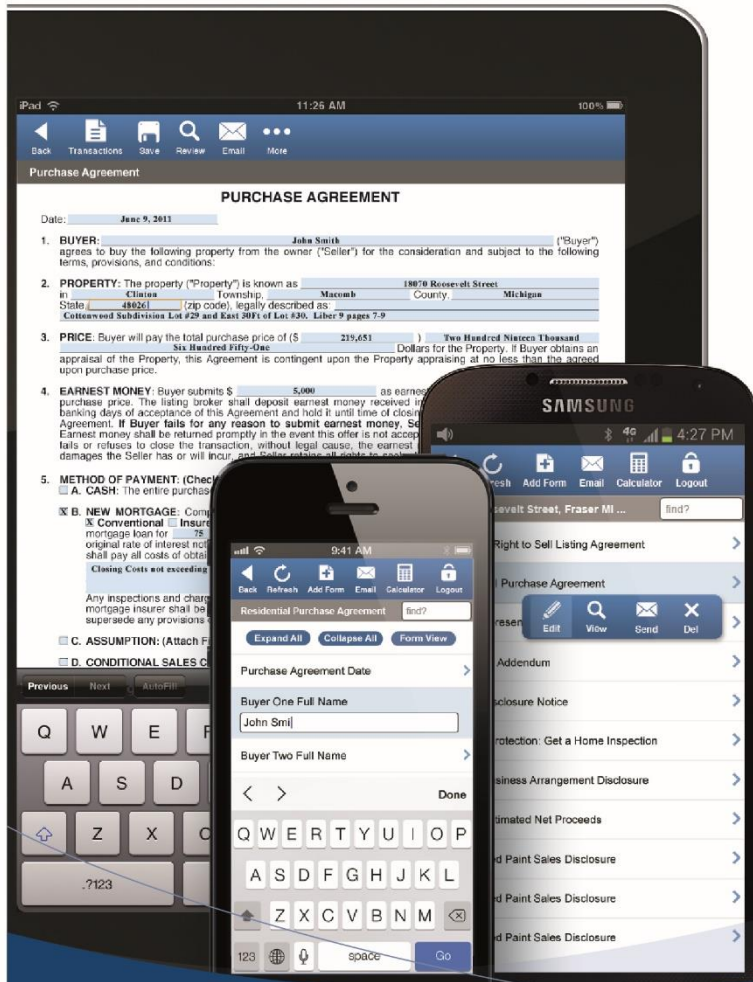 iPad
11:26 AM
100%
Back
Transactions
Save
Review
Email
More
Purchase Agreement
PURCHASE AGREEMENT
Date: June 9, 2011
1. BUYER: John Smith ("Buyer")
agrees to buy the following property from the owner ("Seller") for the consideration and subject to the following
terms, provisions, and conditions:
2. PROPERTY: The property ("Property") is known as 18070 Roosevelt Street
in Clinton Township, Macomb County, Michigan
State, 48026 (zip code), legally described as:
Cottonwood Subdivision Lot #29 and East 30Ft of Lot #30. Liber 9 pages 7-9
3. PRICE: Buyer will pay the total purchase price of ($ 219,651 ) Two Hundred Ninteen Thousand
Six Hundred Fifty-One Dollars for the Property. If Buyer obtains an
appraisal of the Property, this Agreement is contingent upon the Property appraising at no less than the agreed
upon purchase price.
4. EARNEST MONEY: Buyer submits $ 5,000 as earnes
purchase price. The listing broker shall deposit earnest money received in
banking days of acceptance of this Agreement and hold it until time of closin
Agreement. If Buyer fails for any reason to submit earnest money, Se
Earnest money shall be returned promptly in the event this offer is not accep
fails or refuses to close the transaction, without legal cause, the earnest
damages the Seller has or will incur, and Seller retains all rights to
5. METHOD OF PAYMENT: (Chec
A. CASH: The entire purchas
X B. NEW MORTGAGE: Comp
X Conventional Insure
mortgage loan for 75
original rate of interest not
shall pay all costs of obtai
Closing Costs not exceeding
Any inspections and charg
mortgage insurer shall be
supersede any provisions
C. ASSUMPTION: (Attach Fi
D. CONDITIONAL SALES C
Previous
Next
AutoFill
Q W E
A S D
Z X C
.?123
SAMSUNG
4G
4:27 PM
esh
Add Form
Email
Calculator
Logout
sevelt Street, Fraser MI ...
find?
Right to Sell Listing Agreement
l Purchase Agreement
resen
Edit
View
Send
Del
Addendum
sclosure Notice
rotection: Get a Home Inspection
siness Arrangement Disclosure
timated Net Proceeds
d Paint Sales Disclosure
d Paint Sales Disclosure
d Paint Sales Disclosure
9:41 AM
Back
Refresh
Add Form
Email
Calculator
Logout
Residential Purchase Agreement
find?
Expand All
Collapse All
Form View
Purchase Agreement Date
Buyer One Full Name
John Smi
Buyer Two Full Name
Done
Q W E R T Y U I O P
A S D F G H J K L
Z X C V B N M
123
space
Go